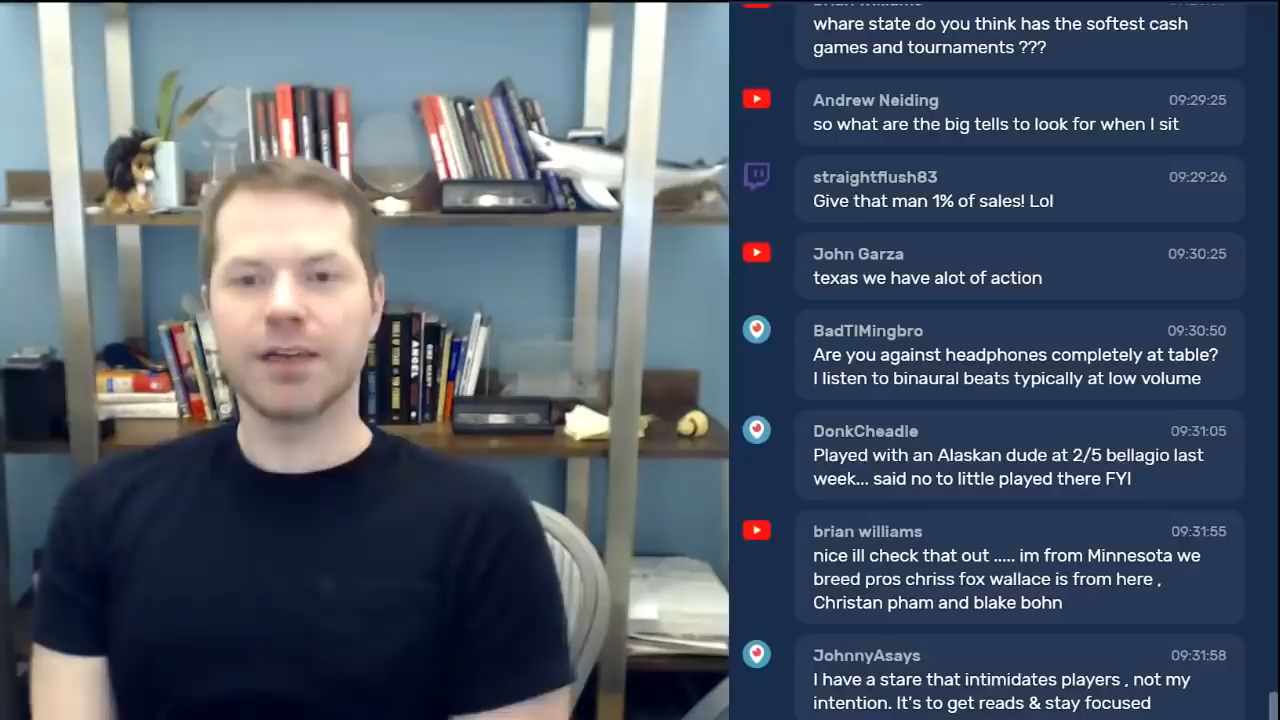 whare state do you think has the softest cash
games and tournaments ???
Andrew Neiding 09:29:25
so what are the big tells to look for when I sit
straightflush83 09:29:26
Give that man 1% of sales! Lol
John Garza 09:30:25
texas we have alot of action
BadTIMingbro 09:30:50
Are you against headphones completely at table?
I listen to binaural beats typically at low volume
DonkCheadle 09:31:05
Played with an Alaskan dude at 2/5 bellagio last
week... said no to little played there FYI
brian williams 09:31:55
nice ill check that out ..... im from Minnesota we
breed pros chriss fox wallace is from here ,
Christan pham and blake bohn
JohnnyAsays 09:31:58
I have a stare that intimidates players , not my
intention. It's to get reads & stay focused
ANGEL